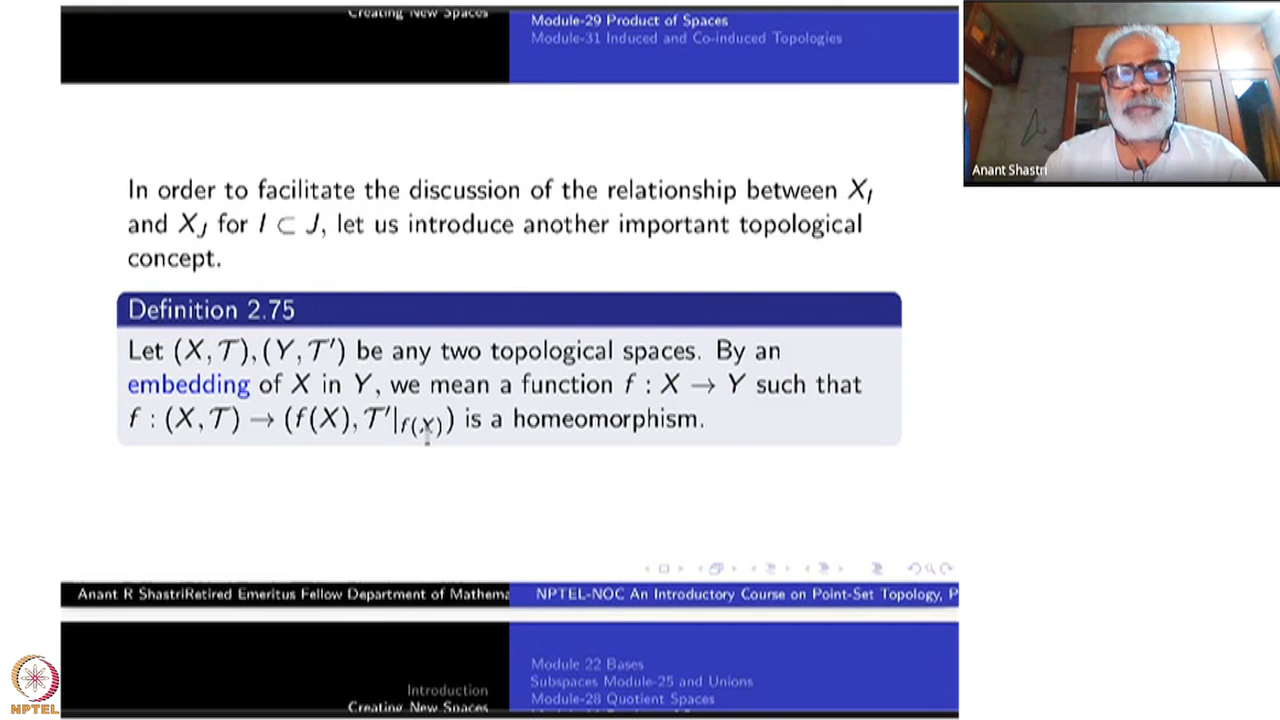 Creating New Spaces
Module-29 Product of Spaces
Module-31 Induced and Co-induced Topologies
Anant Shastri
In order to facilitate the discussion of the relationship between X_I
and X_J for I ⊂ J, let us introduce another important topological
concept.
Definition 2.75
Let (X, 𝒯), (Y, 𝒯′) be any two topological spaces. By an
embedding of X in Y, we mean a function f : X → Y such that
f : (X, 𝒯) → (f(X), 𝒯′|_f(X)) is a homeomorphism.
Anant R ShastriRetired Emeritus Fellow Department of Mathema
NPTEL-NOC An Introductory Course on Point-Set Topology, P
Introduction
Creating New Spaces
Module 22 Bases
Subspaces Module-25 and Unions
Module-28 Quotient Spaces
NPTEL